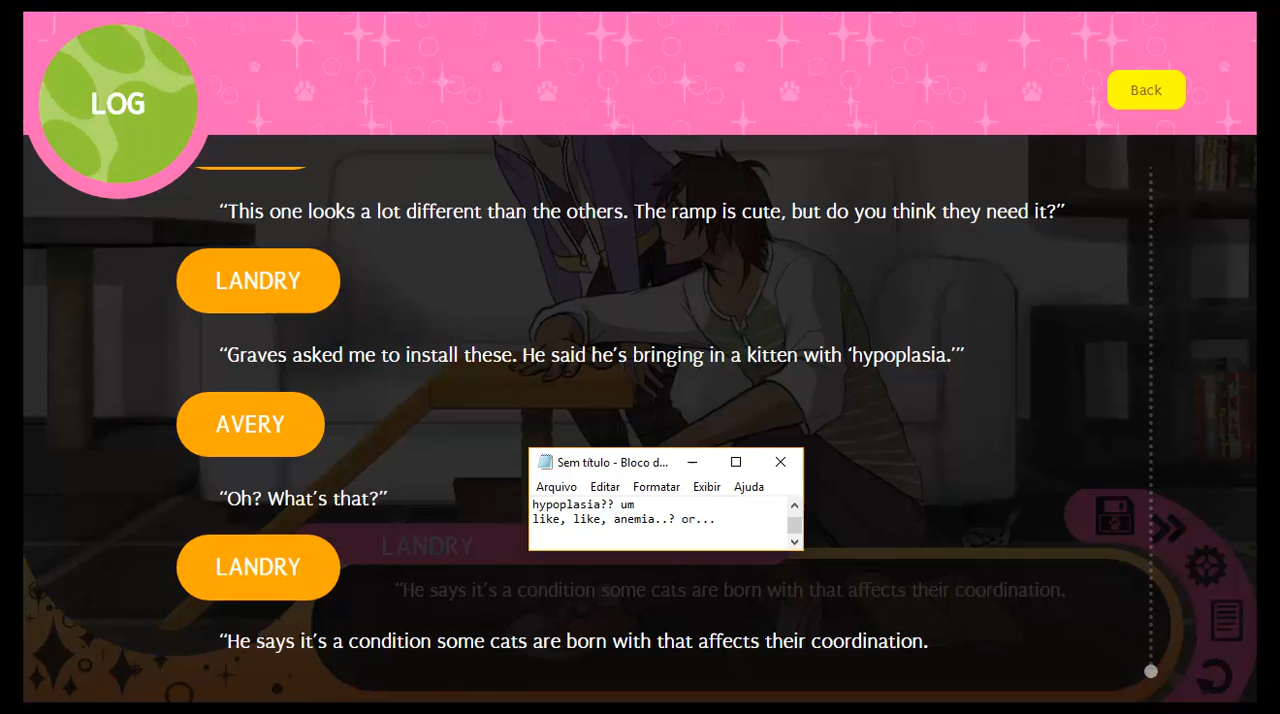 LOG
Back
“This one looks a lot different than the others. The ramp is cute, but do you think they need it?”
LANDRY
“Graves asked me to install these. He said he’s bringing in a kitten with ‘hypoplasia.’”
AVERY
“Oh? What’s that?”
LANDRY
“He says it’s a condition some cats are born with that affects their coordination.
Sem título - Bloco d...
Arquivo Editar Formatar Exibir Ajuda
hypoplasia?? um
like, like, anemia..? or...
LANDRY
“He says it’s a condition some cats are born with that affects their coordination.